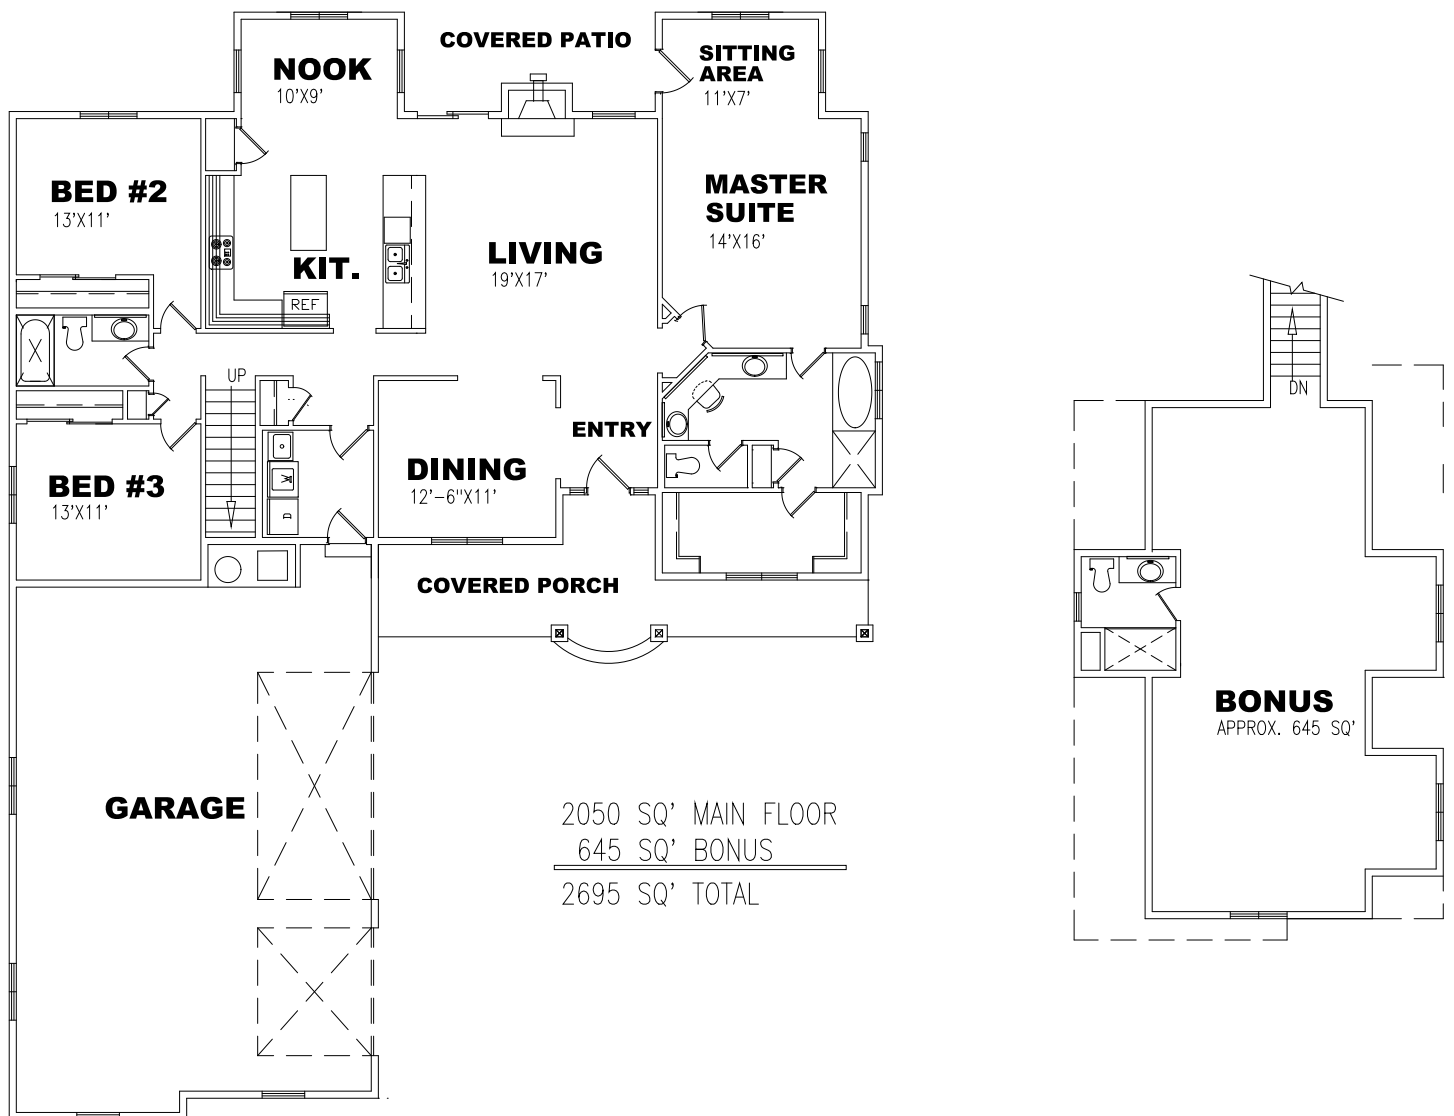 COVERED PATIO
SITTING
AREA
11'X7'
NOOK
10'X9'
BED #2
13'X11'
MASTER
SUITE
14'X16'
LIVING
19'X17'
KIT.
REF
UP
DN
ENTRY
DINING
12'-6"X11'
BED #3
13'X11'
W
D
COVERED PORCH
BONUS
APPROX. 645 SQ'
GARAGE
2050 SQ' MAIN FLOOR
645 SQ' BONUS
2695 SQ' TOTAL